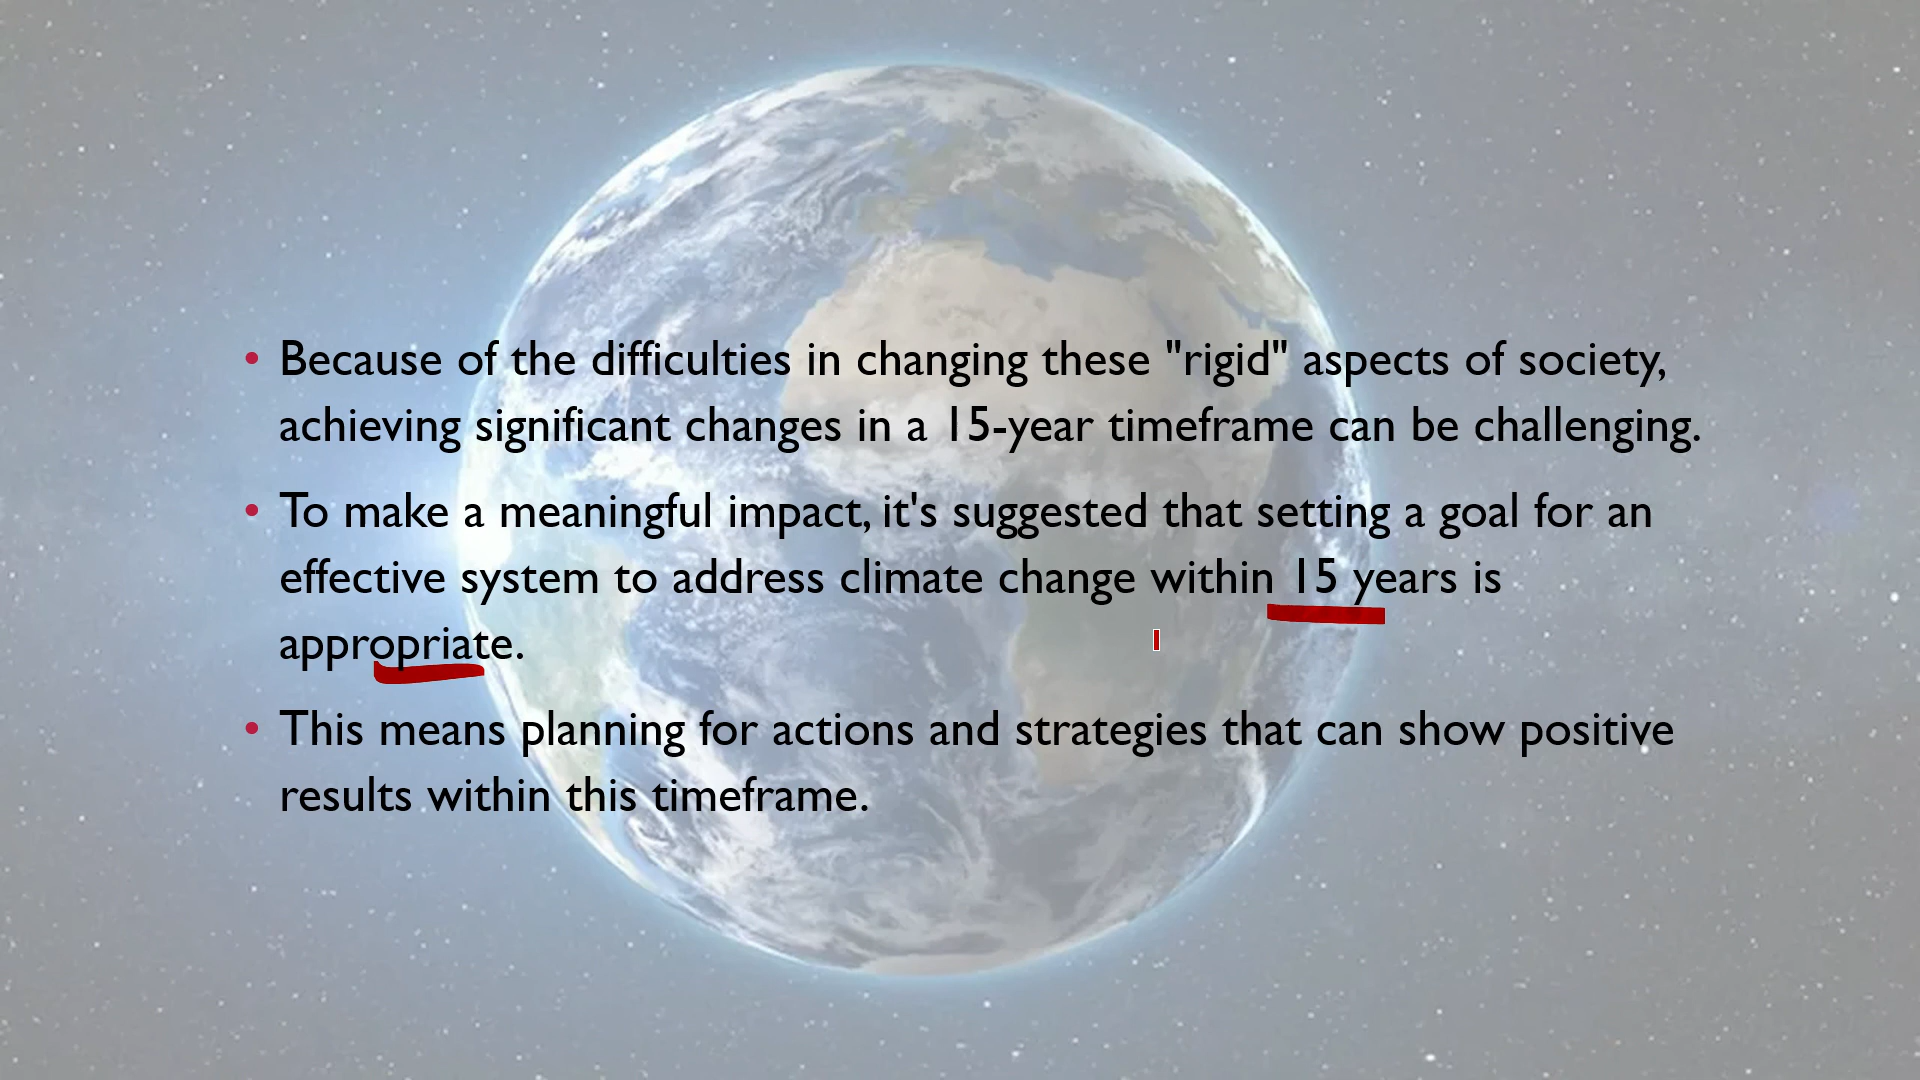 • Because of the difficulties in changing these "rigid" aspects of society,
achieving significant changes in a 15-year timeframe can be challenging.
• To make a meaningful impact, it's suggested that setting a goal for an
effective system to address climate change within 15 years is
appropriate.
• This means planning for actions and strategies that can show positive
results within this timeframe.